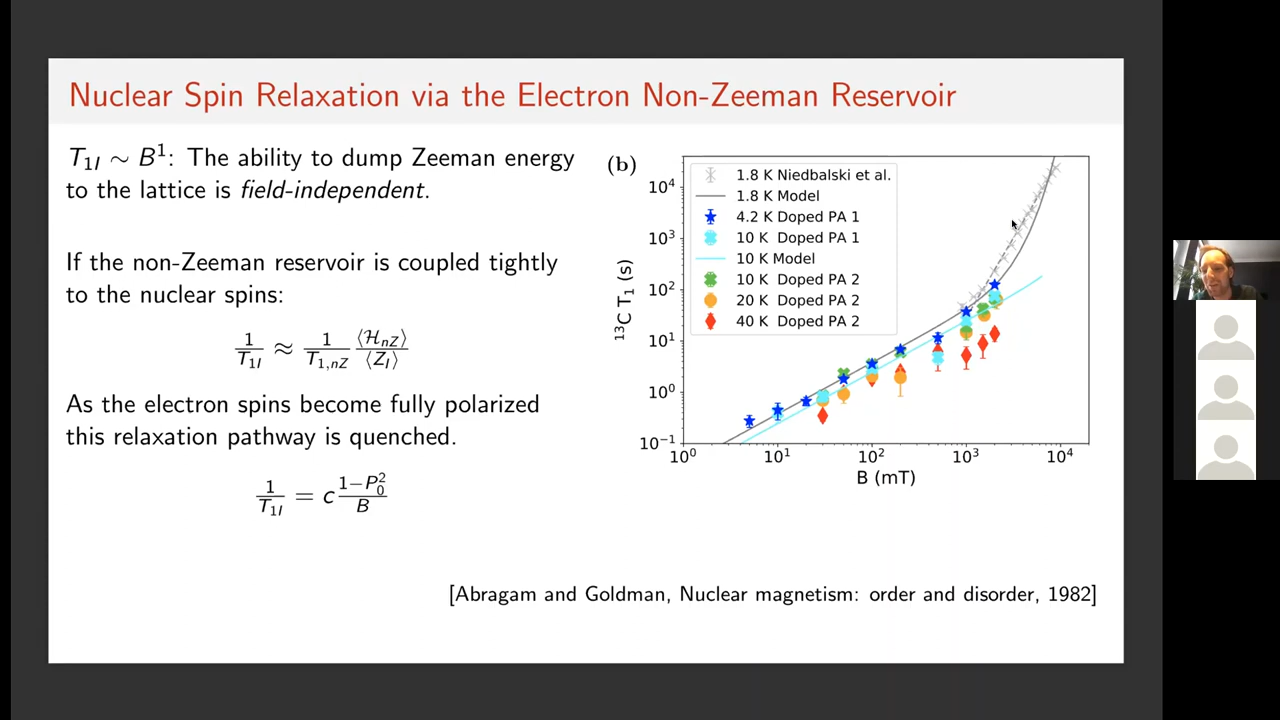 Nuclear Spin Relaxation via the Electron Non-Zeeman Reservoir
T₁I ∼ B¹: The ability to dump Zeeman energy
to the lattice is field-independent.
If the non-Zeeman reservoir is coupled tightly
to the nuclear spins:
1/T₁I ≈ 1/T₁,nZ ⟨ℋnZ⟩/⟨ZI⟩
As the electron spins become fully polarized
this relaxation pathway is quenched.
1/T₁I = c (1−P₀²)/B
(b)
1.8 K Niedbalski et al.
1.8 K Model
4.2 K Doped PA 1
10 K Doped PA 1
10 K Model
10 K Doped PA 2
20 K Doped PA 2
40 K Doped PA 2
¹³C T₁ (s)
10⁴
10³
10²
10¹
10⁰
10⁻¹
10⁰ 10¹ 10² 10³ 10⁴
B (mT)
[Abragam and Goldman, Nuclear magnetism: order and disorder, 1982]